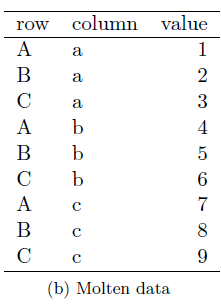 row column value
A a 1
B a 2
C a 3
A b 4
B b 5
C b 6
A c 7
B c 8
C c 9
(b) Molten data